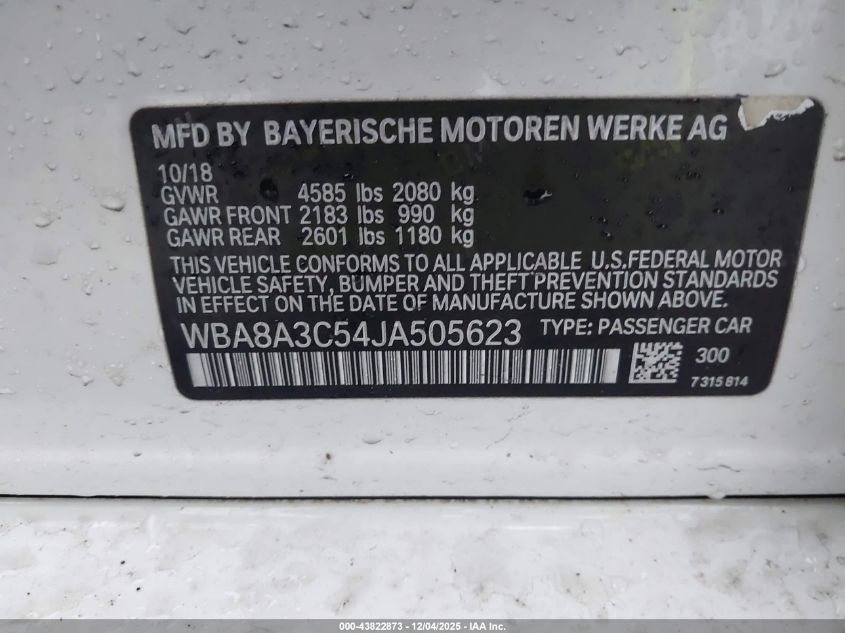 MFD BY BAYERISCHE MOTOREN WERKE AG
10/18
GVWR 4585 lbs 2080 kg
GAWR FRONT 2183 lbs 990 kg
GAWR REAR 2601 lbs 1180 kg
THIS VEHICLE CONFORMS TO ALL APPLICABLE U.S.FEDERAL MOTOR
VEHICLE SAFETY, BUMPER AND THEFT PREVENTION STANDARDS
IN EFFECT ON THE DATE OF MANUFACTURE SHOWN ABOVE.
WBA8A3C54JA505623 TYPE: PASSENGER CAR
300
7315814
000-43822873 - 12/04/2025 - IAA Inc.